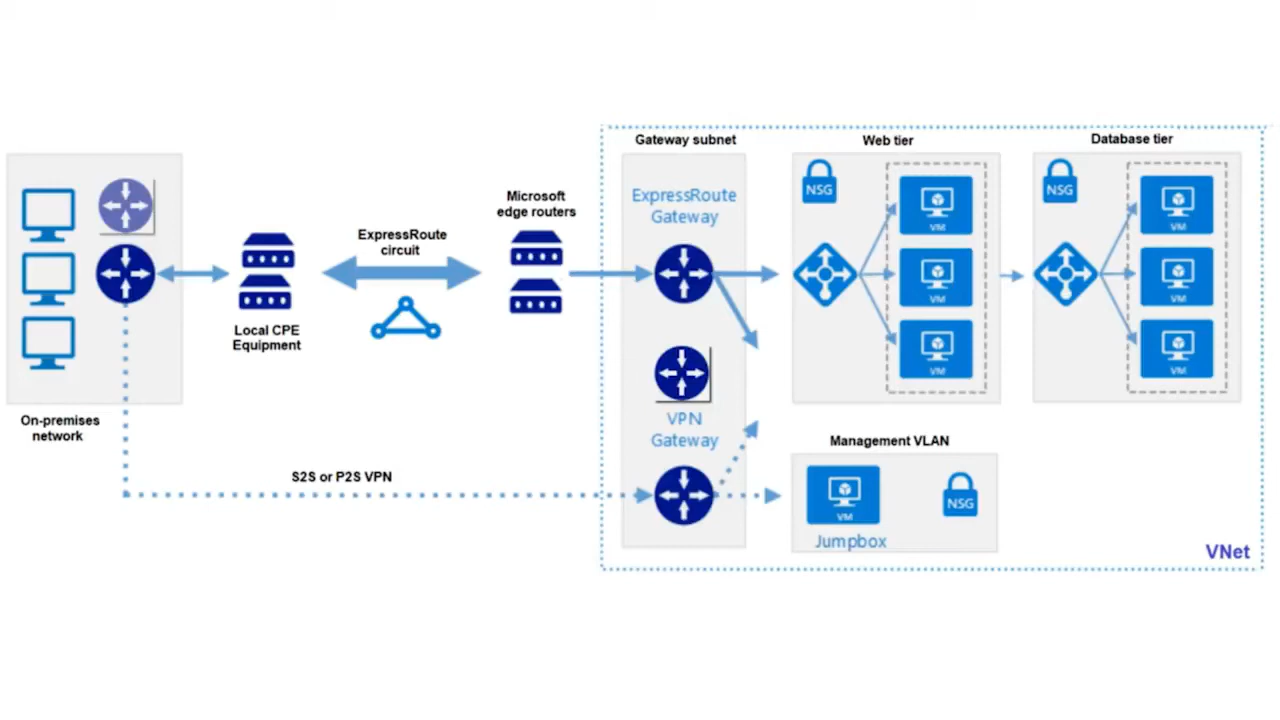 Gateway subnet
Web tier
Database tier
ExpressRoute
Gateway
NSG
VM
VM
VM
NSG
VM
VM
VM
Microsoft
edge routers
ExpressRoute
circuit
Local CPE
Equipment
On-premises
network
VPN
Gateway
S2S or P2S VPN
Management VLAN
VM
Jumpbox
NSG
VNet